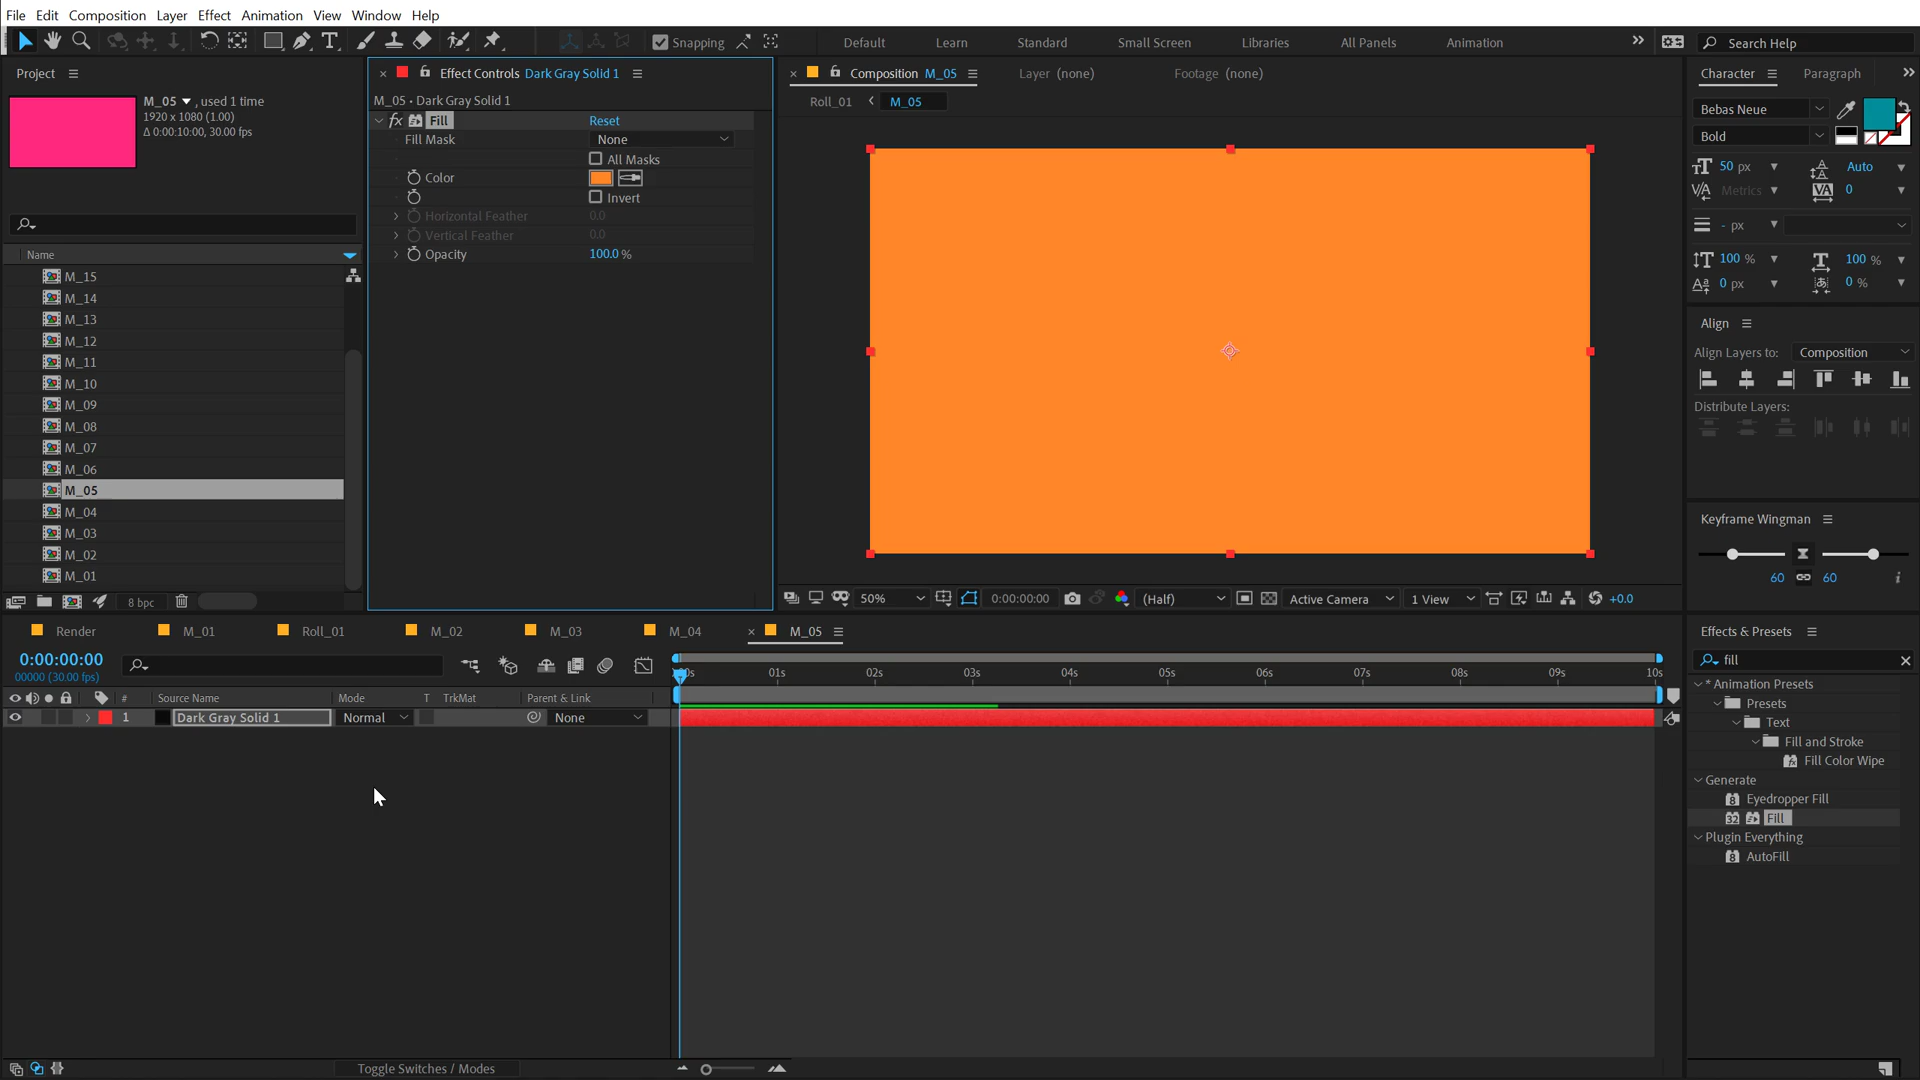 File Edit Composition Layer Effect Animation View Window Help
Snapping
Default Learn Standard Small Screen Libraries All Panels Animation
Search Help
Project
M_05 , used 1 time
1920 x 1080 (1.00)
Δ 0:00:10:00, 30.00 fps
Name
M_15
M_14
M_13
M_12
M_11
M_10
M_09
M_08
M_07
M_06
M_05
M_04
M_03
M_02
M_01
8 bpc
Effect Controls Dark Gray Solid 1
M_05 • Dark Gray Solid 1
fx Fill Reset
Fill Mask None
All Masks
Color
Invert
Horizontal Feather 0.0
Vertical Feather 0.0
Opacity 100.0 %
Composition M_05
Layer (none)
Footage (none)
Roll_01 M_05
50% 0:00:00:00 (Half) Active Camera 1 View +0.0
Character Paragraph
Bebas Neue
Bold
50 px Auto
Metrics 0
- px
100 % 100 %
0 px 0 %
Align
Align Layers to: Composition
Distribute Layers:
Keyframe Wingman
60 60
Render M_01 Roll_01 M_02 M_03 M_04 M_05
0:00:00:00
00000 (30.00 fps)
01s 02s 03s 04s 05s 06s 07s 08s 09s 10s
# Source Name Mode T TrkMat Parent & Link
1 Dark Gray Solid 1 Normal None
Toggle Switches / Modes
Effects & Presets
fill
* Animation Presets
Presets
Text
Fill and Stroke
Fill Color Wipe
Generate
Eyedropper Fill
Fill
Plugin Everything
AutoFill